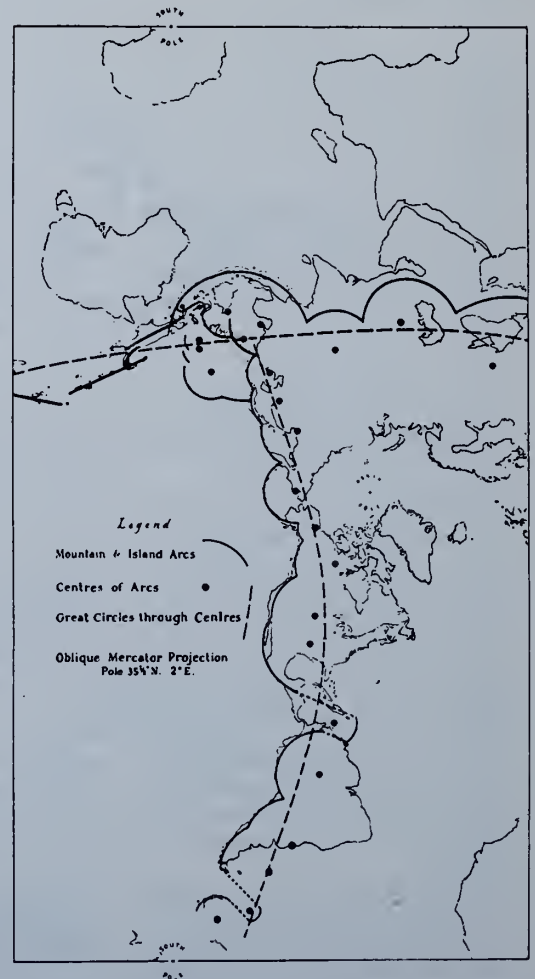 SOUTH
POLE
Legend
Mountain & Island Arcs
Centres of Arcs
Great Circles through Centres
Oblique Mercator Projection
Pole 35¼°N. 2°E.
SOUTH
POLE